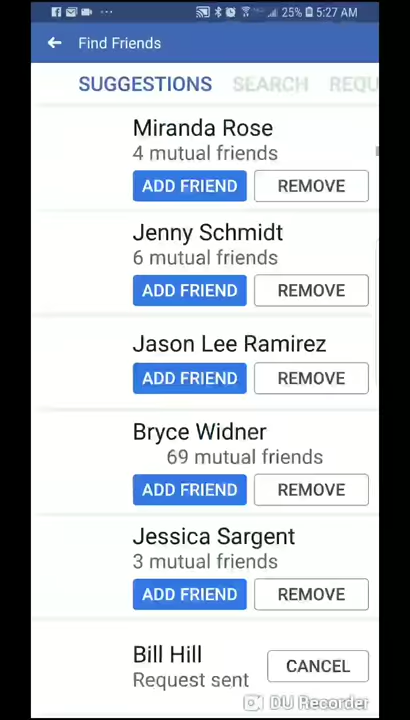 25% 5:27 AM
Find Friends
SUGGESTIONS SEARCH REQU
Miranda Rose
4 mutual friends
ADD FRIEND REMOVE
Jenny Schmidt
6 mutual friends
ADD FRIEND REMOVE
Jason Lee Ramirez
ADD FRIEND REMOVE
Bryce Widner
69 mutual friends
ADD FRIEND REMOVE
Jessica Sargent
3 mutual friends
ADD FRIEND REMOVE
Bill Hill
CANCEL
Request sent
DU Recorder